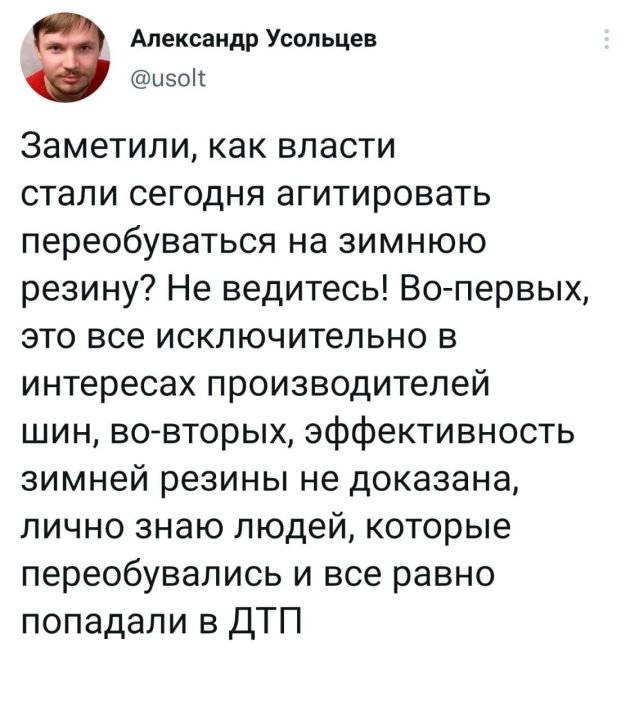 Александр Усольцев
@usolt
Заметили, как власти
стали сегодня агитировать
переобуваться на зимнюю
резину? Не ведитесь! Во-первых,
это все исключительно в
интересах производителей
шин, во-вторых, эффективность
зимней резины не доказана,
лично знаю людей, которые
переобувались и все равно
попадали в ДТП